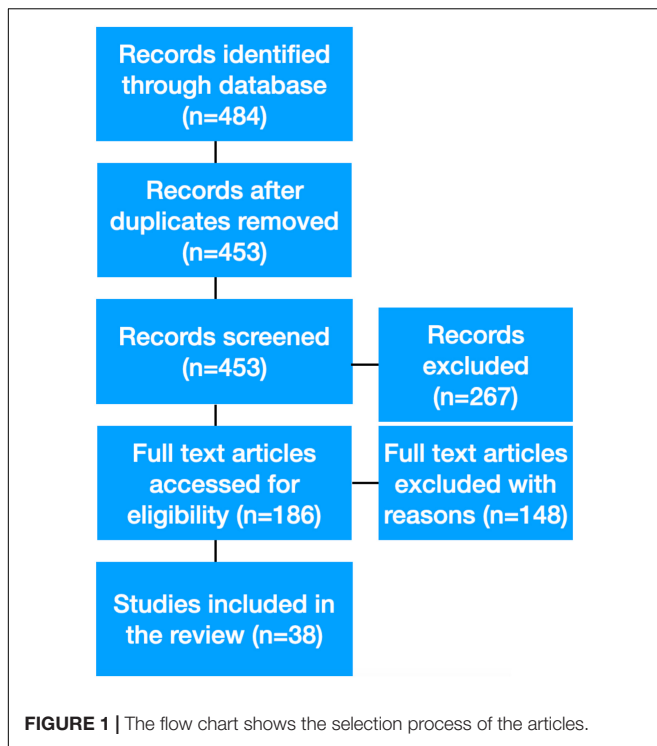 Records identified
through database
(n=484)
Records after
duplicates removed
(n=453)
Records screened
(n=453)
Records
excluded
(n=267)
Full text articles
accessed for
eligibility (n=186)
Full text articles
excluded with
reasons (n=148)
Studies included in
the review (n=38)
FIGURE 1 | The flow chart shows the selection process of the articles.